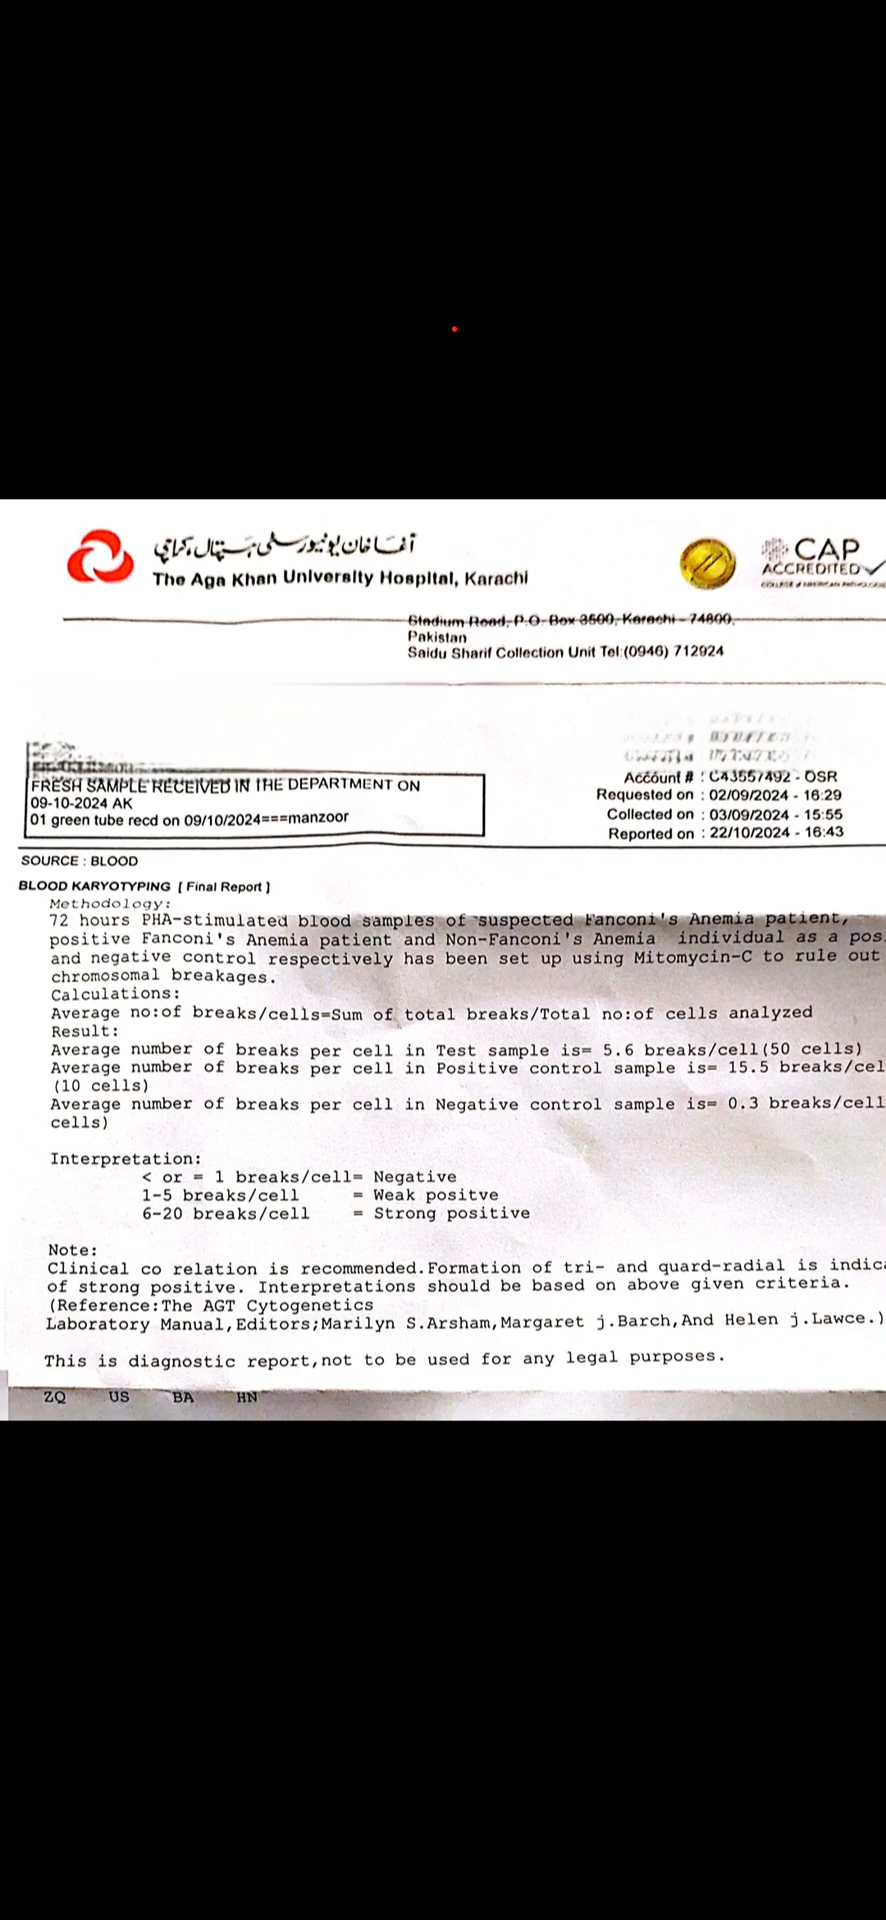 آغا خان یونیورسٹی ہسپتال، کراچی
The Aga Khan University Hospital, Karachi
CAP
ACCREDITED
COLLEGE of AMERICAN PATHOLOGISTS
Stadium Road, P.O. Box 3500, Karachi - 74800,
Pakistan
Saidu Sharif Collection Unit Tel:(0946) 712924
Account # : C43557492 - OSR
Requested on : 02/09/2024 - 16:29
Collected on : 03/09/2024 - 15:55
Reported on : 22/10/2024 - 16:43
FRESH SAMPLE RECEIVED IN THE DEPARTMENT ON
09-10-2024 AK
01 green tube recd on 09/10/2024===manzoor
SOURCE : BLOOD
BLOOD KARYOTYPING [ Final Report ]
Methodology:
72 hours PHA-stimulated blood samples of suspected Fanconi's Anemia patient,
positive Fanconi's Anemia patient and Non-Fanconi's Anemia individual as a pos
and negative control respectively has been set up using Mitomycin-C to rule out
chromosomal breakages.
Calculations:
Average no:of breaks/cells=Sum of total breaks/Total no:of cells analyzed
Result:
Average number of breaks per cell in Test sample is= 5.6 breaks/cell(50 cells)
Average number of breaks per cell in Positive control sample is= 15.5 breaks/cel
(10 cells)
Average number of breaks per cell in Negative control sample is= 0.3 breaks/cell
cells)
Interpretation:
< or = 1 breaks/cell= Negative
1-5 breaks/cell = Weak positve
6-20 breaks/cell = Strong positive
Note:
Clinical co relation is recommended.Formation of tri- and quard-radial is indica
of strong positive. Interpretations should be based on above given criteria.
(Reference:The AGT Cytogenetics
Laboratory Manual,Editors;Marilyn S.Arsham,Margaret j.Barch,And Helen j.Lawce.)
This is diagnostic report,not to be used for any legal purposes.
ZQ US BA HN